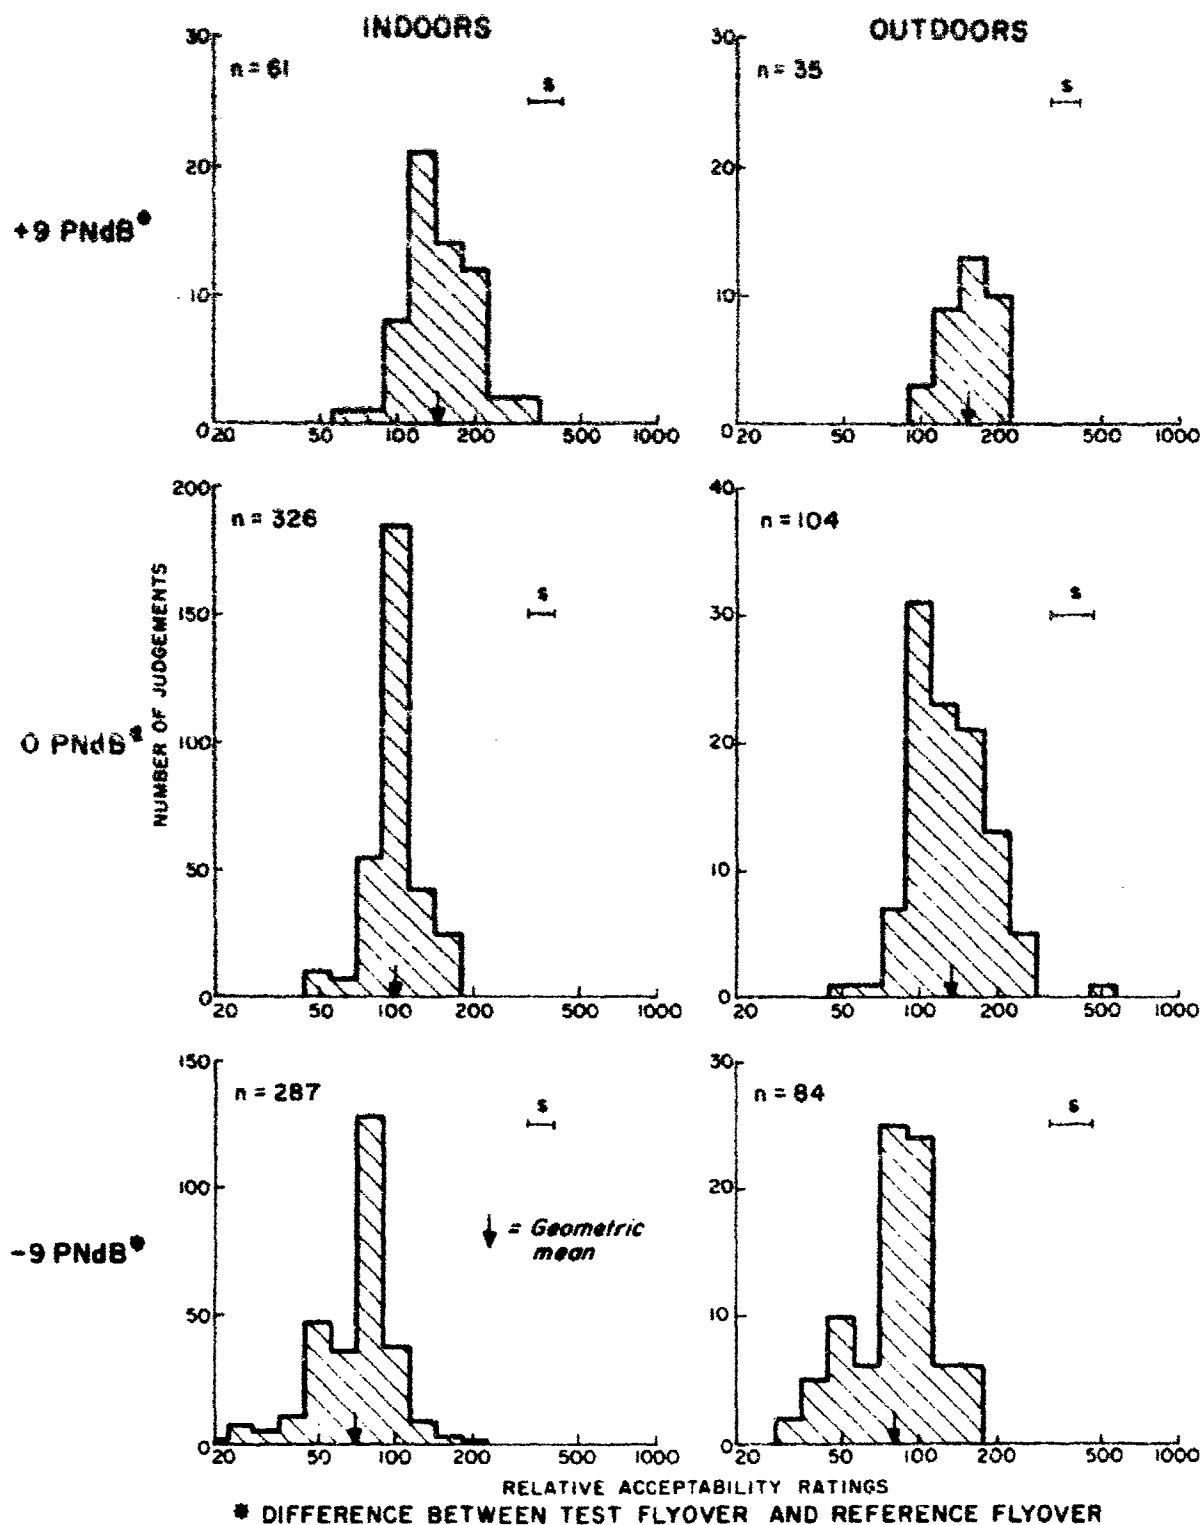 INDOORS
OUTDOORS
+9 PNdB*
30
20
10
0
n = 61
s
20 50 100 200 500 1000
30
20
10
0
n = 35
s
20 50 100 200 500 1000
0 PNdB*
NUMBER OF JUDGEMENTS
200
150
100
50
0
n = 326
s
20 50 100 200 500 1000
40
30
20
10
0
n = 104
s
20 50 100 200 500 1000
-9 PNdB*
150
100
50
0
n = 287
s
= Geometric
mean
20 50 100 200 500 1000
30
20
10
0
n = 84
s
20 50 100 200 500 1000
RELATIVE ACCEPTABILITY RATINGS
* DIFFERENCE BETWEEN TEST FLYOVER AND REFERENCE FLYOVER